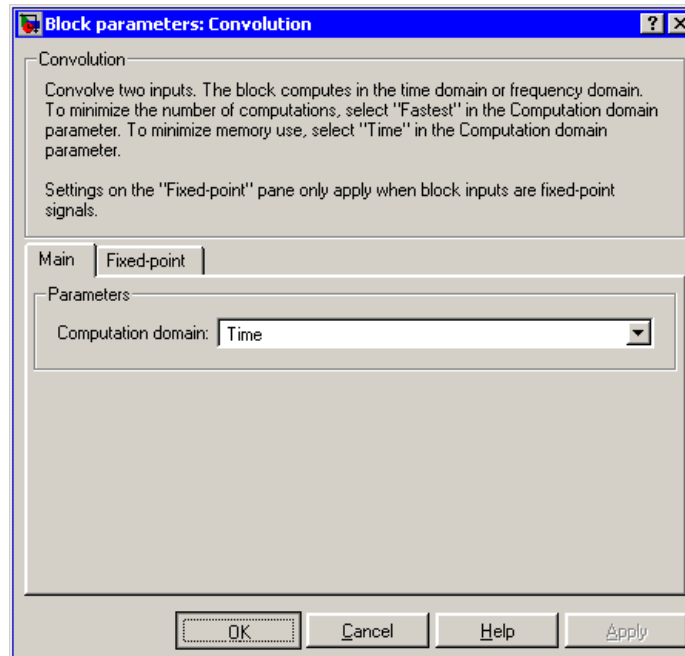 Block parameters: Convolution
Convolution
Convolve two inputs. The block computes in the time domain or frequency domain.
To minimize the number of computations, select "Fastest" in the Computation domain
parameter. To minimize memory use, select "Time" in the Computation domain
parameter.
Settings on the "Fixed-point" pane only apply when block inputs are fixed-point
signals.
Main Fixed-point
Parameters
Computation domain: Time
OK Cancel Help Apply